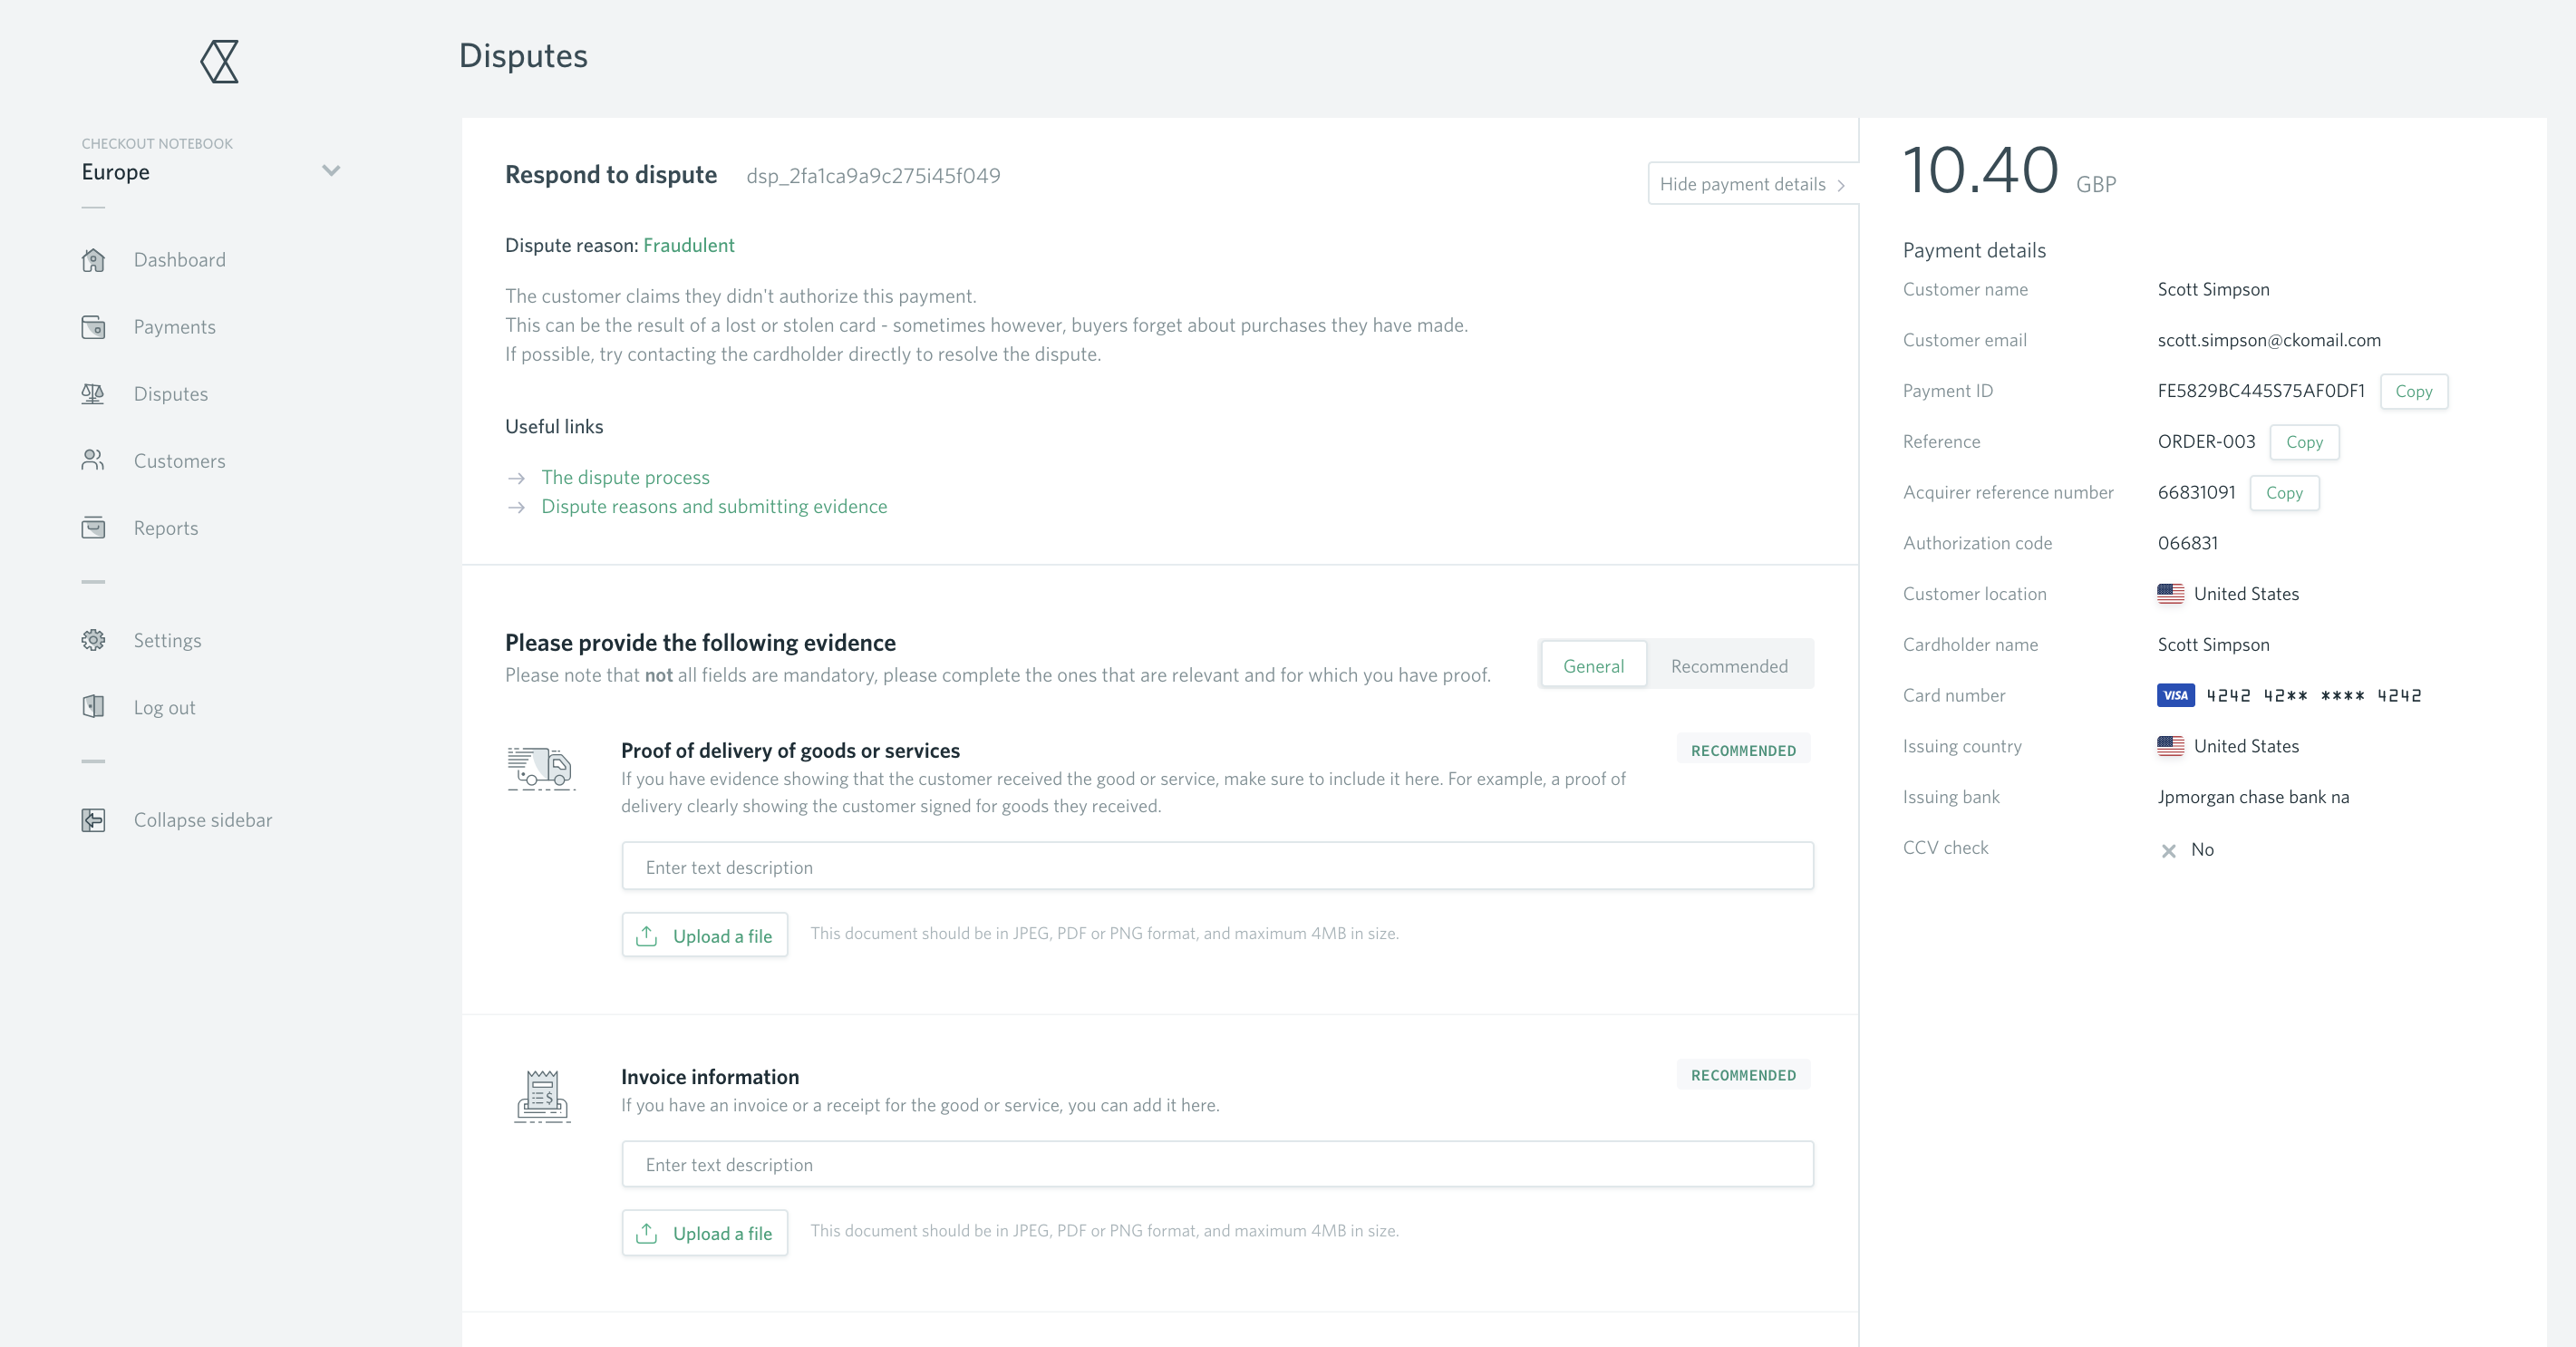 Disputes
CHECKOUT NOTEBOOK
Europe
Dashboard
Payments
Disputes
Customers
Reports
Settings
Log out
Collapse sidebar
Respond to dispute dsp_2fa1ca9a9c275i45f049
Hide payment details
Dispute reason: Fraudulent
The customer claims they didn't authorize this payment.
This can be the result of a lost or stolen card - sometimes however, buyers forget about purchases they have made.
If possible, try contacting the cardholder directly to resolve the dispute.
Useful links
The dispute process
Dispute reasons and submitting evidence
Please provide the following evidence
Please note that not all fields are mandatory, please complete the ones that are relevant and for which you have proof.
General Recommended
Proof of delivery of goods or services
RECOMMENDED
If you have evidence showing that the customer received the good or service, make sure to include it here. For example, a proof of
delivery clearly showing the customer signed for goods they received.
Enter text description
Upload a file
This document should be in JPEG, PDF or PNG format, and maximum 4MB in size.
Invoice information
RECOMMENDED
If you have an invoice or a receipt for the good or service, you can add it here.
Enter text description
Upload a file
This document should be in JPEG, PDF or PNG format, and maximum 4MB in size.
10.40 GBP
Payment details
Customer name Scott Simpson
Customer email scott.simpson@ckomail.com
Payment ID FE5829BC445S75AF0DF1 Copy
Reference ORDER-003 Copy
Acquirer reference number 66831091 Copy
Authorization code 066831
Customer location United States
Cardholder name Scott Simpson
Card number VISA 4242 42** **** 4242
Issuing country United States
Issuing bank Jpmorgan chase bank na
CCV check No